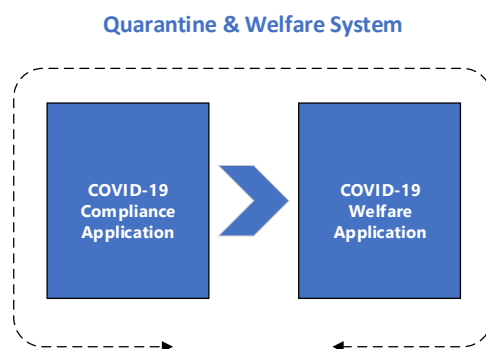 Quarantine & Welfare System
COVID-19
Compliance
Application
COVID-19
Welfare
Application